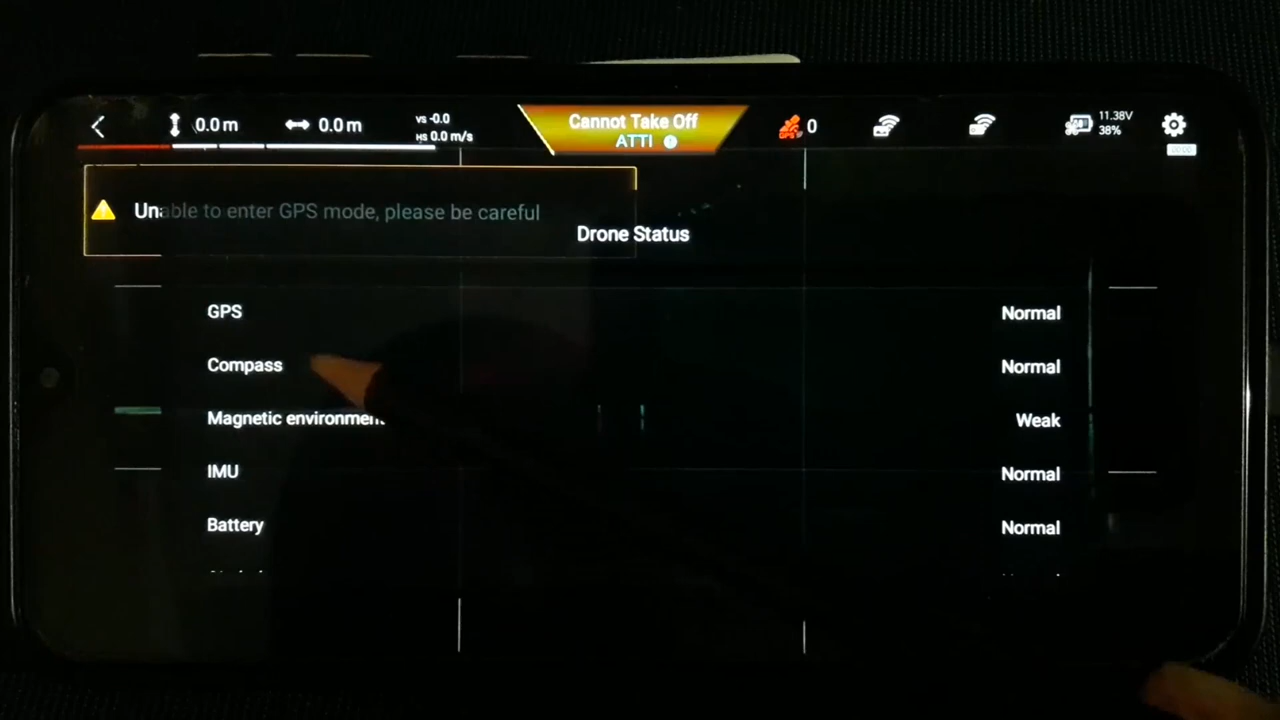 0.0 m
0.0 m
VS -0.0
HS 0.0 m/s
Cannot Take Off
ATTI
0
11.38V
38%
Unable to enter GPS mode, please be careful
Drone Status
GPS Normal
Compass Normal
Magnetic environment Weak
IMU Normal
Battery Normal